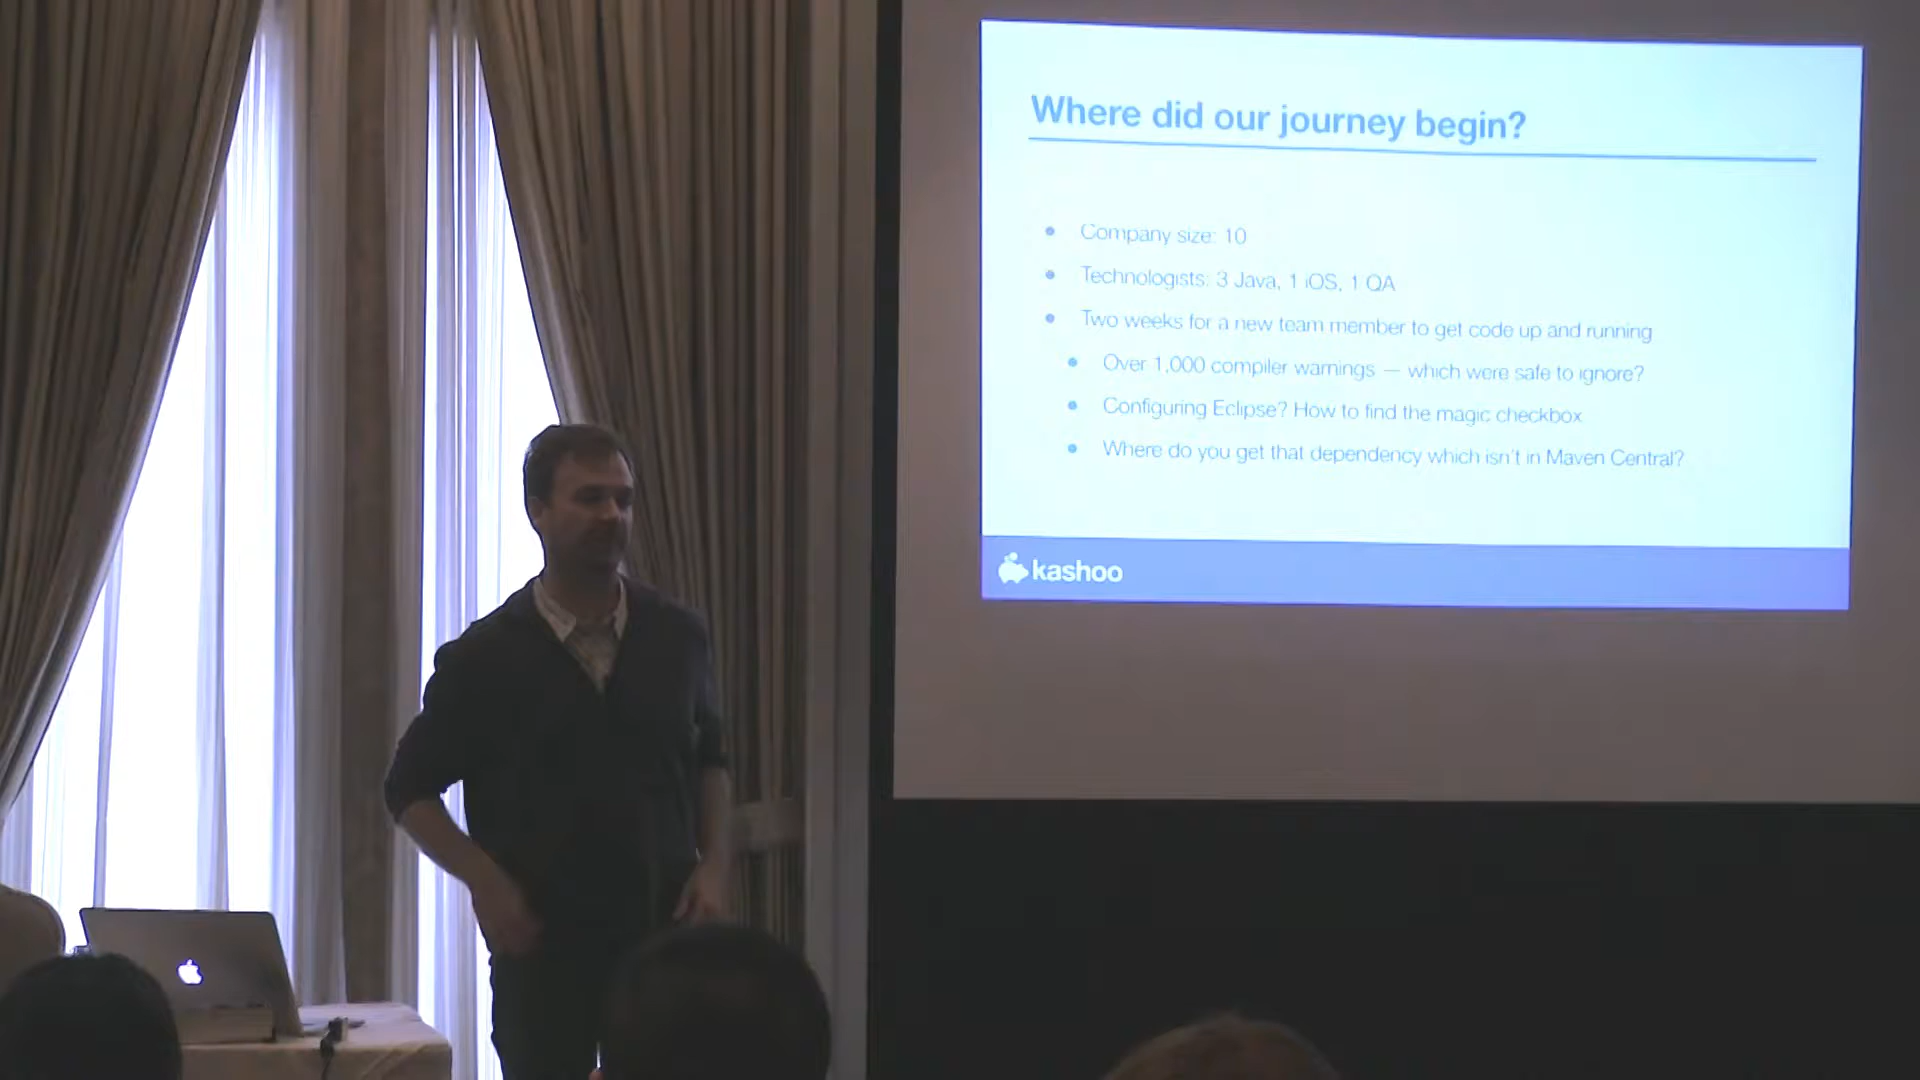 Where did our journey begin?
Company size: 10
Technologists: 3 Java, 1 iOS, 1 QA
Two weeks for a new team member to get code up and running
Over 1,000 compiler warnings — which were safe to ignore?
Configuring Eclipse? How to find the magic checkbox
Where do you get that dependency which isn't in Maven Central?
kashoo